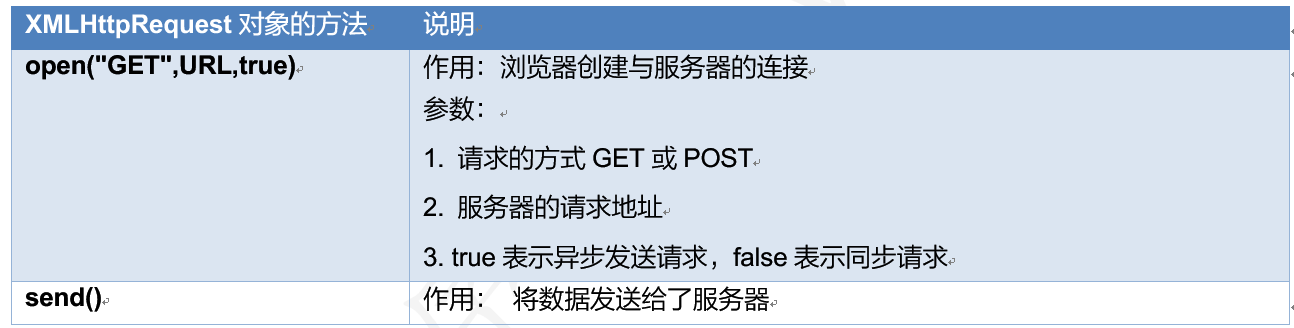 XMLHttpRequest 对象的方法 说明
open("GET",URL,true) 作用：浏览器创建与服务器的连接
参数：
1. 请求的方式 GET 或 POST
2. 服务器的请求地址
3. true 表示异步发送请求，false 表示同步请求
send() 作用： 将数据发送给了服务器